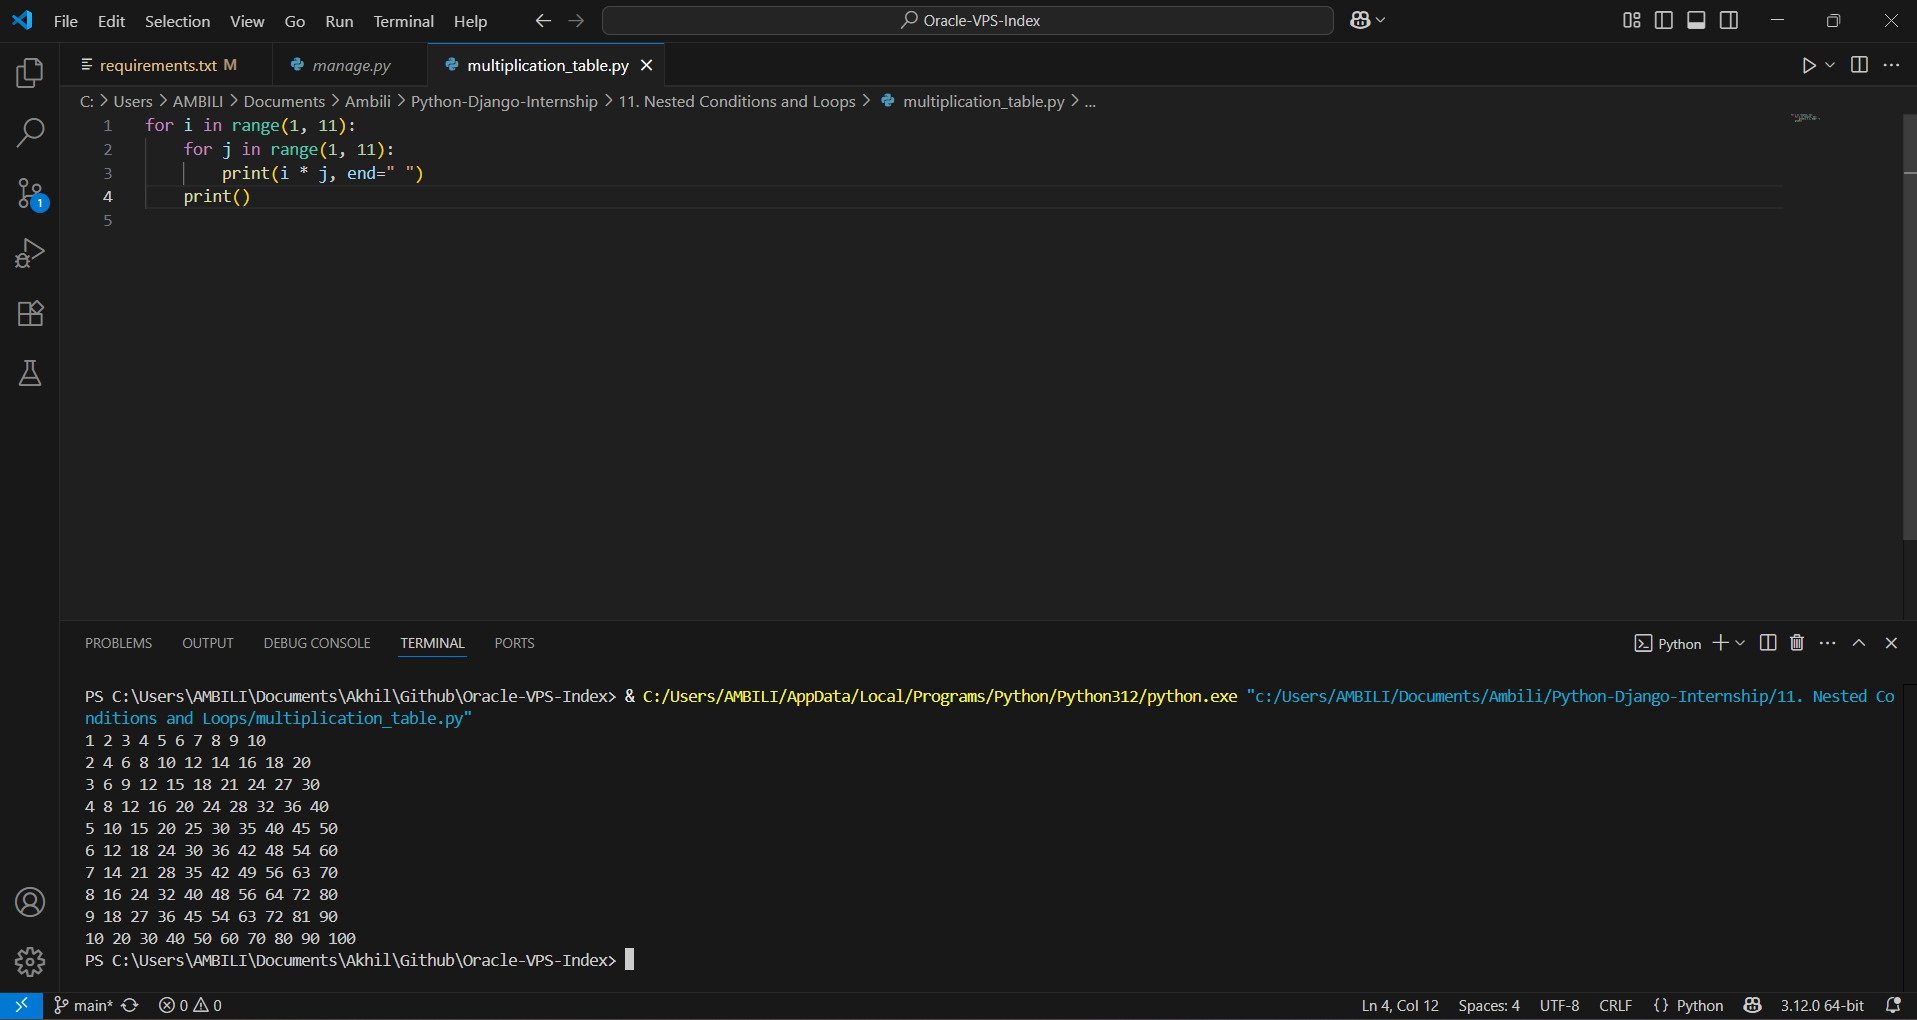 File Edit Selection View Go Run Terminal Help Oracle-VPS-Index
requirements.txt M manage.py multiplication_table.py
C: > Users > AMBILI > Documents > Ambili > Python-Django-Internship > 11. Nested Conditions and Loops > multiplication_table.py > ...
1 for i in range(1, 11):
2 for j in range(1, 11):
3 print(i * j, end=" ")
4 print()
5
1
PROBLEMS OUTPUT DEBUG CONSOLE TERMINAL PORTS Python
PS C:\Users\AMBILI\Documents\Akhil\Github\Oracle-VPS-Index> & C:/Users/AMBILI/AppData/Local/Programs/Python/Python312/python.exe "c:/Users/AMBILI/Documents/Ambili/Python-Django-Internship/11. Nested Co
nditions and Loops/multiplication_table.py"
1 2 3 4 5 6 7 8 9 10
2 4 6 8 10 12 14 16 18 20
3 6 9 12 15 18 21 24 27 30
4 8 12 16 20 24 28 32 36 40
5 10 15 20 25 30 35 40 45 50
6 12 18 24 30 36 42 48 54 60
7 14 21 28 35 42 49 56 63 70
8 16 24 32 40 48 56 64 72 80
9 18 27 36 45 54 63 72 81 90
10 20 30 40 50 60 70 80 90 100
PS C:\Users\AMBILI\Documents\Akhil\Github\Oracle-VPS-Index>
main* 0 0 Ln 4, Col 12 Spaces: 4 UTF-8 CRLF {} Python 3.12.0 64-bit